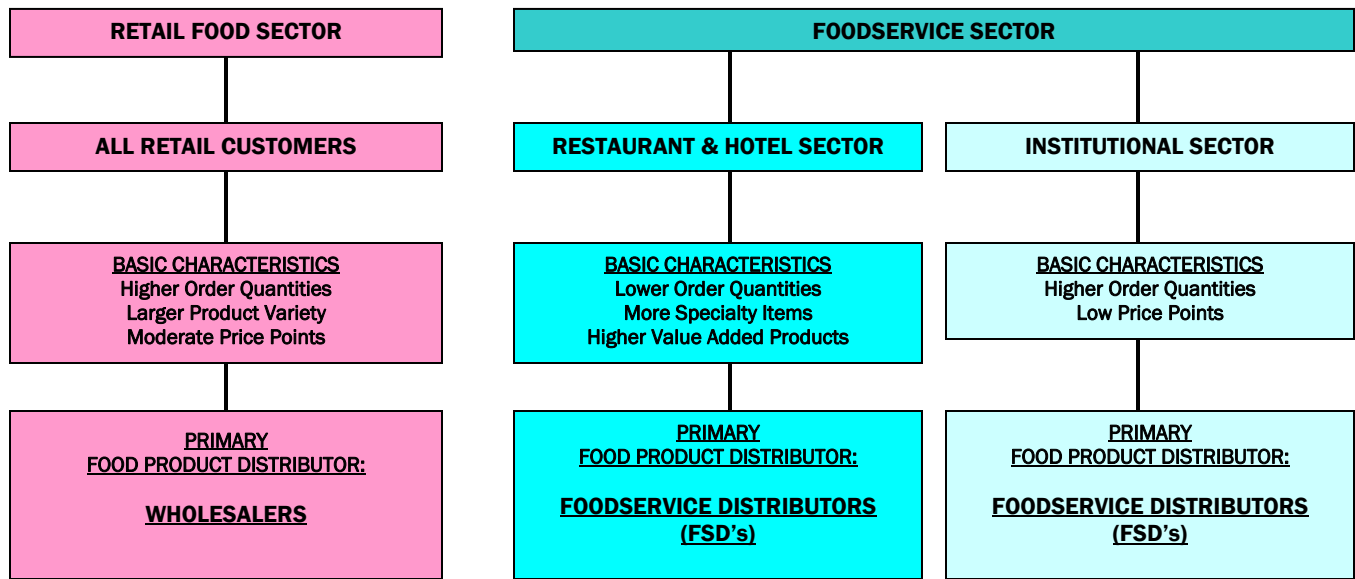 RETAIL FOOD SECTOR
FOODSERVICE SECTOR
ALL RETAIL CUSTOMERS
RESTAURANT & HOTEL SECTOR
INSTITUTIONAL SECTOR
BASIC CHARACTERISTICS
Higher Order Quantities
Larger Product Variety
Moderate Price Points
BASIC CHARACTERISTICS
Lower Order Quantities
More Specialty Items
Higher Value Added Products
BASIC CHARACTERISTICS
Higher Order Quantities
Low Price Points
PRIMARY
FOOD PRODUCT DISTRIBUTOR:
WHOLESALERS
PRIMARY
FOOD PRODUCT DISTRIBUTOR:
FOODSERVICE DISTRIBUTORS
(FSD’s)
PRIMARY
FOOD PRODUCT DISTRIBUTOR:
FOODSERVICE DISTRIBUTORS
(FSD’s)